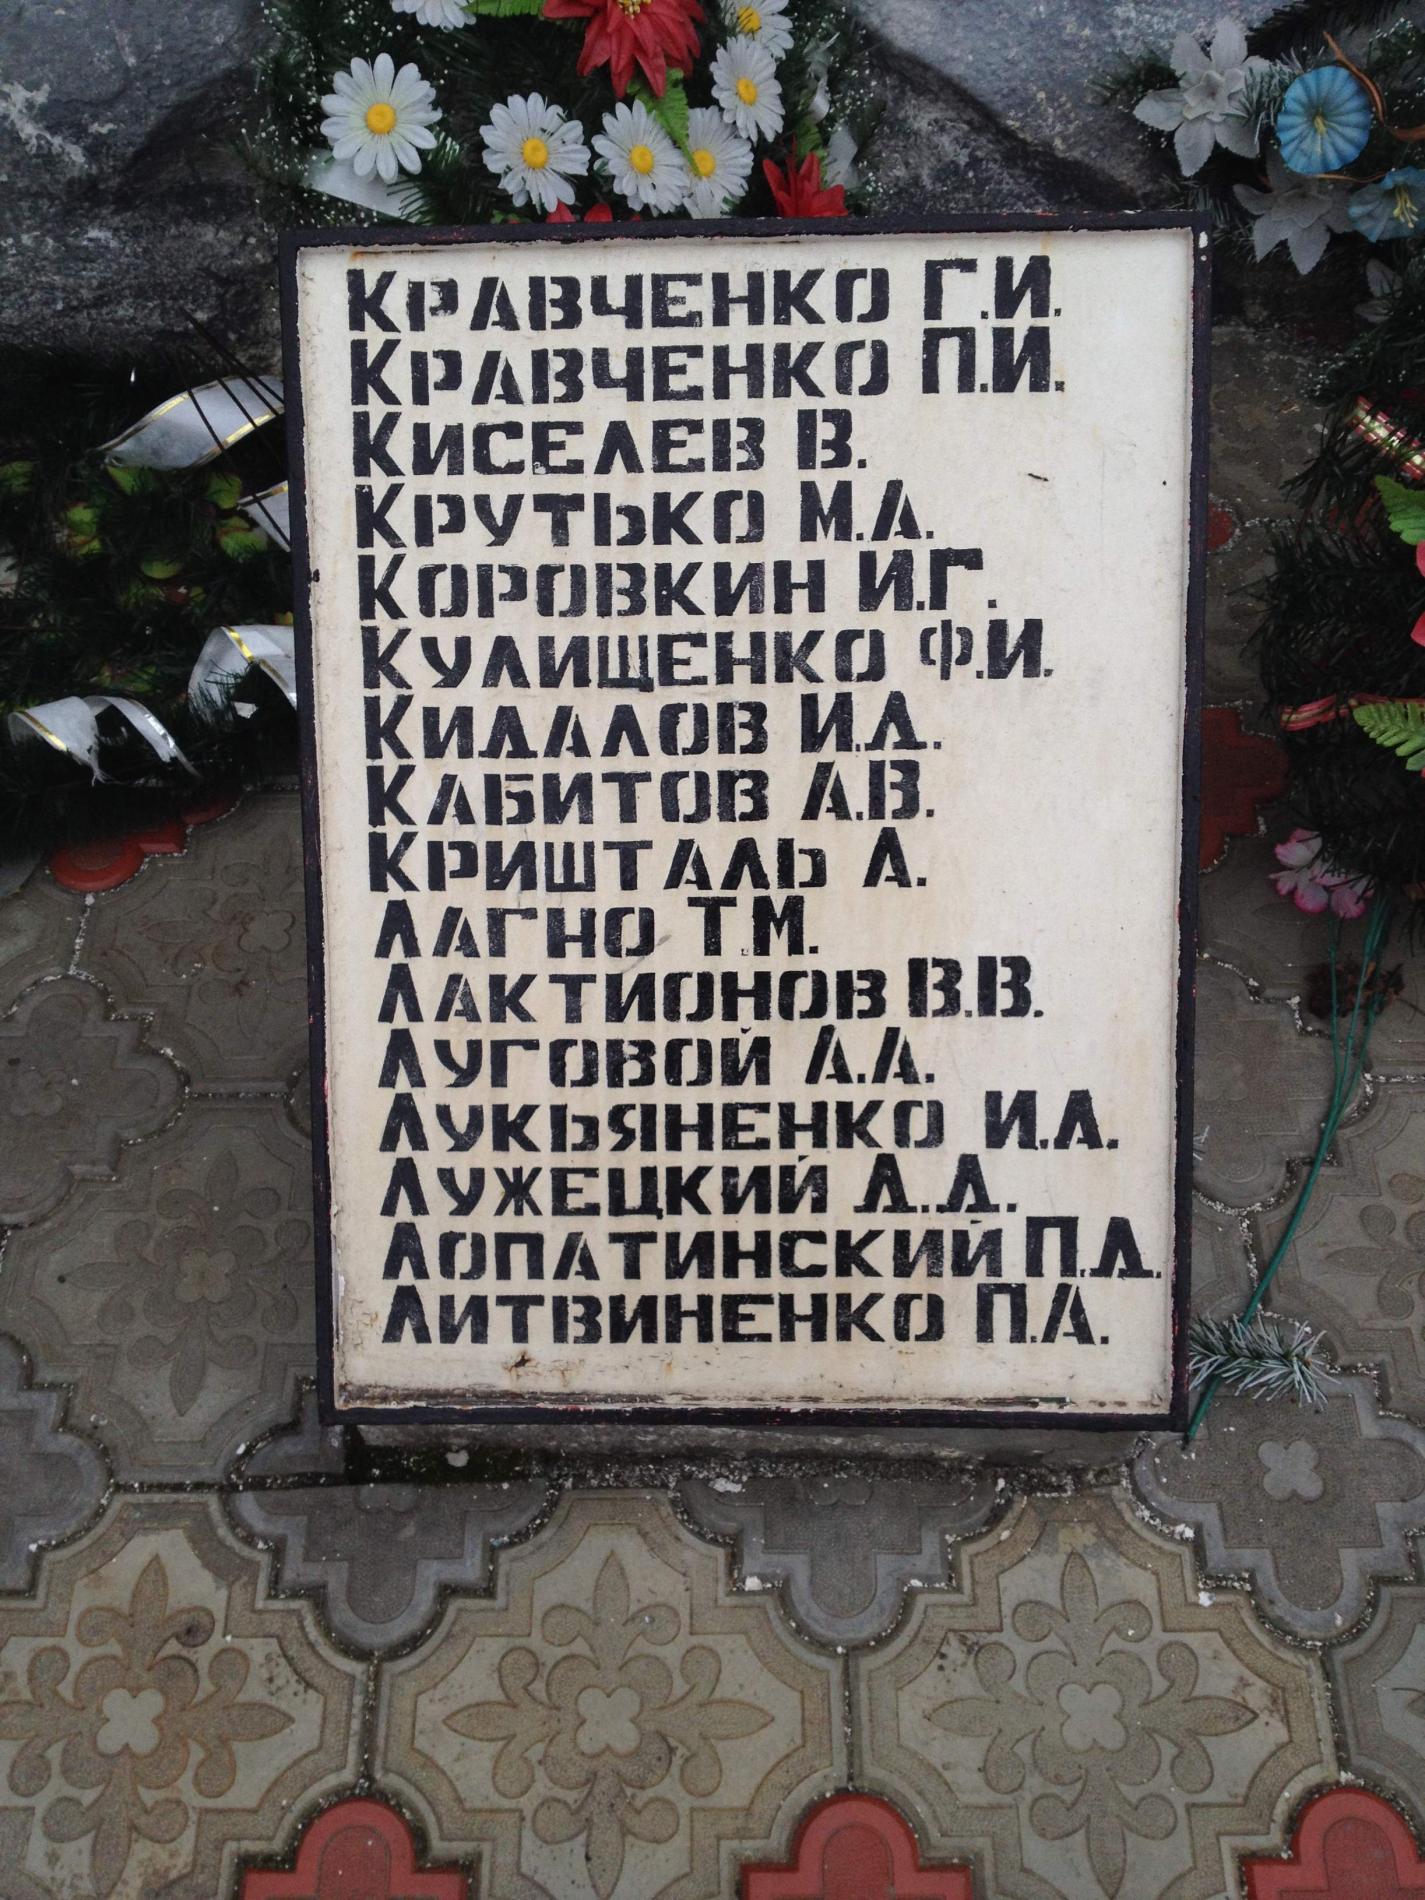 КРАВЧЕНКО Г.И.
КРАВЧЕНКО П.И.
КИСЕЛЕВ В.
КРУТЬКО М.А.
КОРОВКИН И.Г.
КУЛИЩЕНКО Ф.И.
КИДАЛОВ И.Д.
КАБИТОВ А.В.
КРИШТАЛЬ А.
ЛАГНО Т.М.
ЛАКТИОНОВ В.В.
ЛУГОВОЙ А.А.
ЛУКЬЯНЕНКО И.А.
ЛУЖЕЦКИЙ Д.Д.
ЛОПАТИНСКИЙ П.Д.
ЛИТВИНЕНКО П.А.